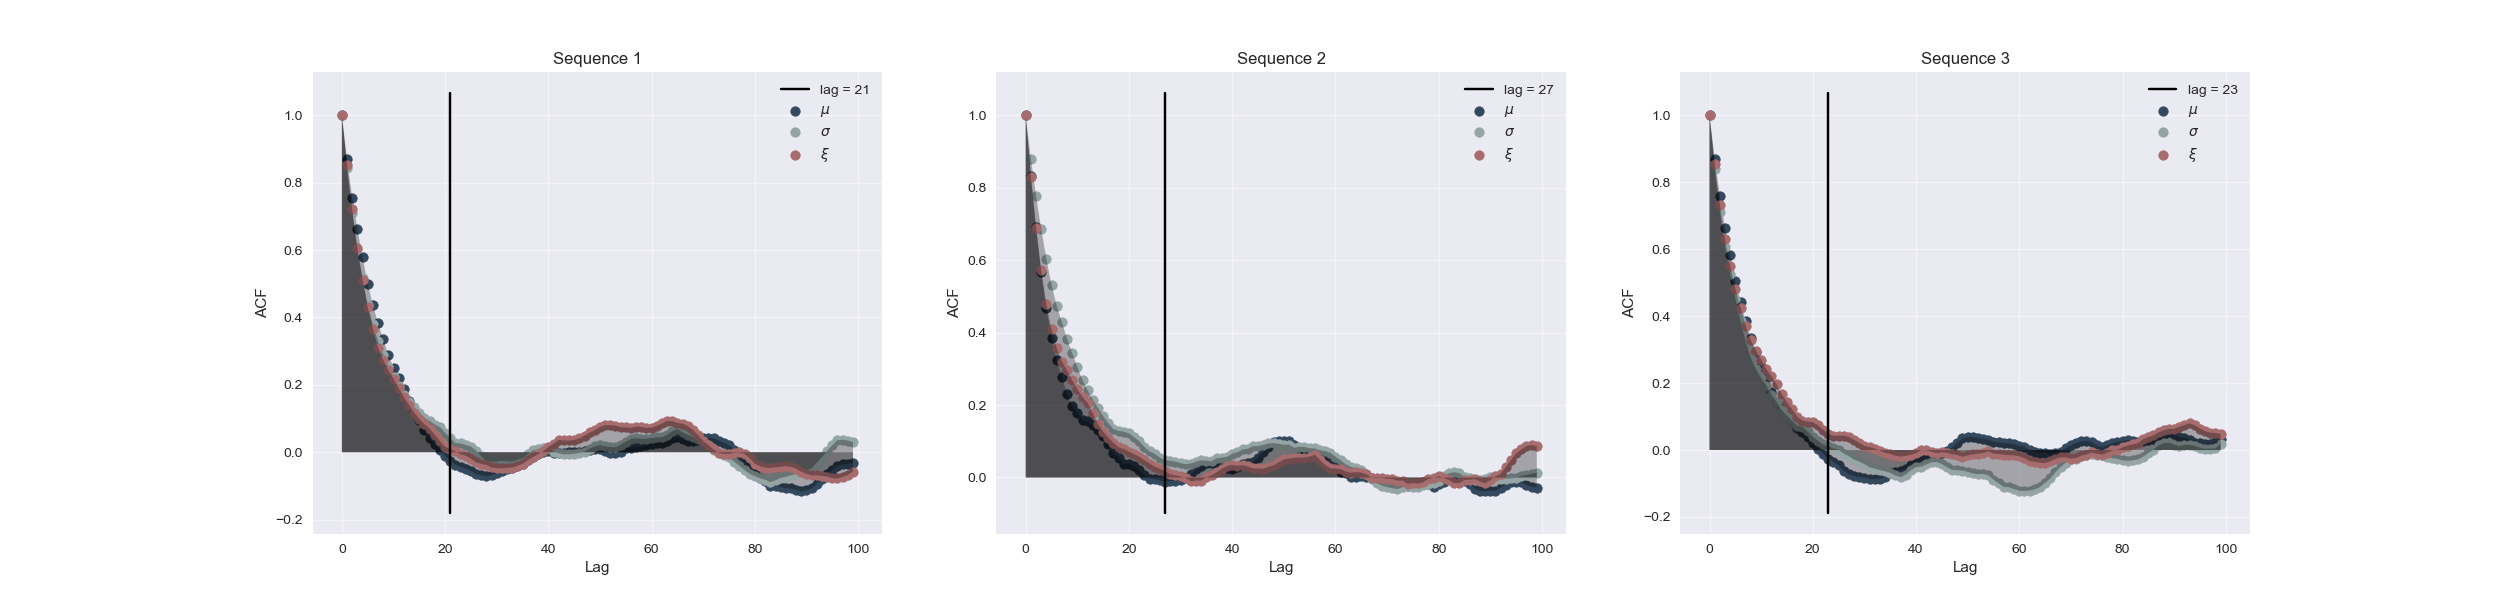 Sequence 1
lag = 21
μ
σ
ξ
1.0
0.8
0.6
0.4
0.2
0.0
−0.2
ACF
0 20 40 60 80 100
Lag
Sequence 2
lag = 27
μ
σ
ξ
1.0
0.8
0.6
0.4
0.2
0.0
ACF
0 20 40 60 80 100
Lag
Sequence 3
lag = 23
μ
σ
ξ
1.0
0.8
0.6
0.4
0.2
0.0
−0.2
ACF
0 20 40 60 80 100
Lag